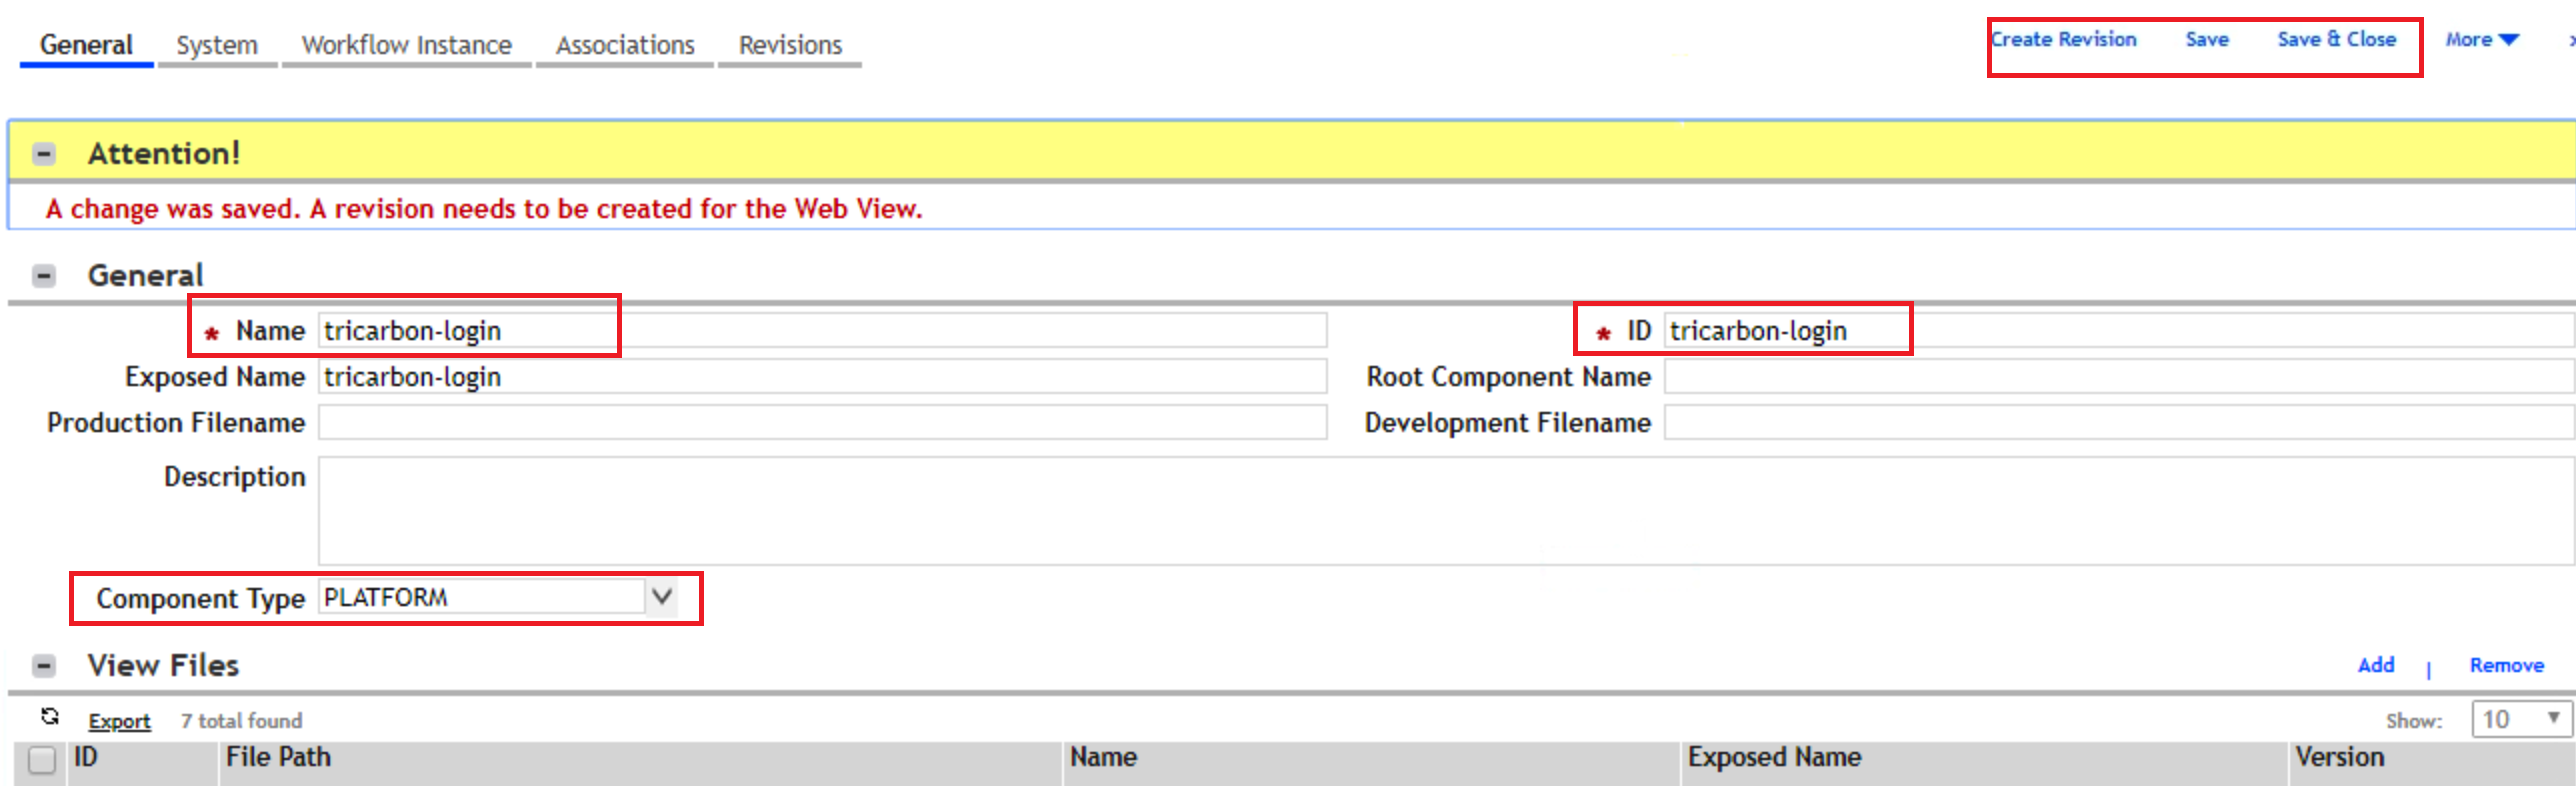 General System Workflow Instance Associations Revisions Create Revision Save Save & Close More
Attention!
A change was saved. A revision needs to be created for the Web View.
General
* Name tricarbon-login * ID tricarbon-login
Exposed Name tricarbon-login Root Component Name
Production Filename Development Filename
Description
Component Type PLATFORM
View Files Add | Remove
Export 7 total found Show: 10
ID File Path Name Exposed Name Version